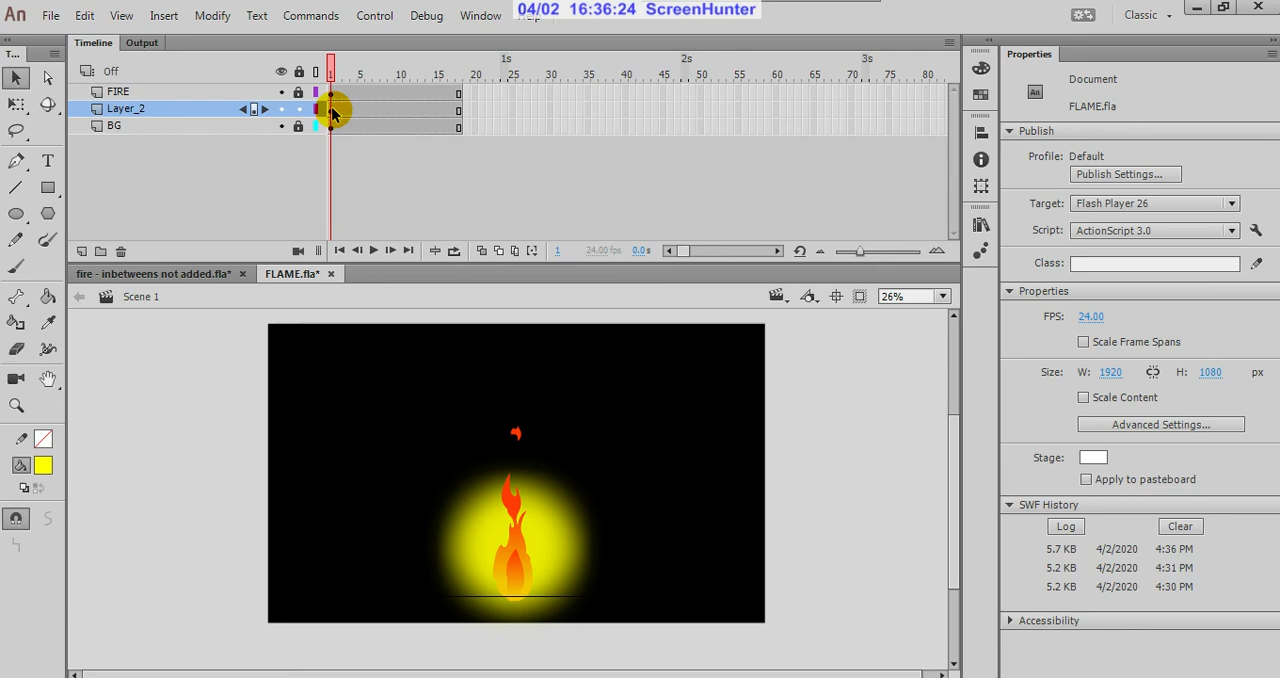 04/02 16:36:24 ScreenHunter
An File Edit View Insert Modify Text Commands Control Debug Window Help Classic
T... Timeline Output Properties
Off 1s 2s 3s
1 5 10 15 20 25 30 35 40 45 50 55 60 65 70 75 80
FIRE
Layer_2
BG
1 24.00 fps 0.0 s
fire - inbetweens not added.fla* × FLAME.fla* ×
Scene 1 26%
Document
An
FLAME.fla
Publish
Profile: Default
Publish Settings...
Target: Flash Player 26
Script: ActionScript 3.0
Class:
Properties
FPS: 24.00
Scale Frame Spans
Size: W: 1920 H: 1080 px
Scale Content
Advanced Settings...
Stage:
Apply to pasteboard
SWF History
Log Clear
5.7 KB 4/2/2020 4:36 PM
5.2 KB 4/2/2020 4:31 PM
5.2 KB 4/2/2020 4:30 PM
Accessibility